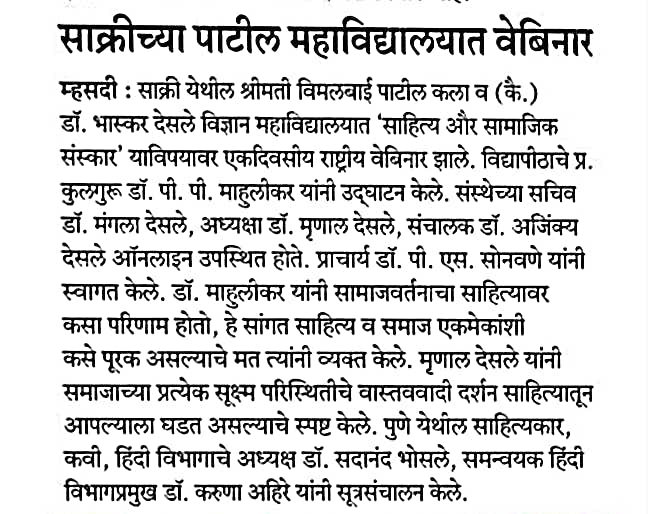 साक्रीच्या पाटील महाविद्यालयात वेबिनार
म्हसदी : साक्री येथील श्रीमती विमलबाई पाटील कला व (कै.)
डॉ. भास्कर देसले विज्ञान महाविद्यालयात ‘साहित्य और सामाजिक
संस्कार’ याविषयावर एकदिवसीय राष्ट्रीय वेबिनार झाले. विद्यापीठाचे प्र.
कुलगुरू डॉ. पी. पी. माहुलीकर यांनी उद्‌घाटन केले. संस्थेच्या सचिव
डॉ. मंगला देसले, अध्यक्षा डॉ. मृणाल देसले, संचालक डॉ. अजिंक्य
देसले ऑनलाइन उपस्थित होते. प्राचार्य डॉ. पी. एस. सोनवणे यांनी
स्वागत केले. डॉ. माहुलीकर यांनी सामाजवर्तनाचा साहित्यावर
कसा परिणाम होतो, हे सांगत साहित्य व समाज एकमेकांशी
कसे पूरक असल्याचे मत त्यांनी व्यक्त केले. मृणाल देसले यांनी
समाजाच्या प्रत्येक सूक्ष्म परिस्थितीचे वास्तववादी दर्शन साहित्यातून
आपल्याला घडत असल्याचे स्पष्ट केले. पुणे येथील साहित्यकार,
कवी, हिंदी विभागाचे अध्यक्ष डॉ. सदानंद भोसले, समन्वयक हिंदी
विभागप्रमुख डॉ. करुणा अहिरे यांनी सूत्रसंचालन केले.